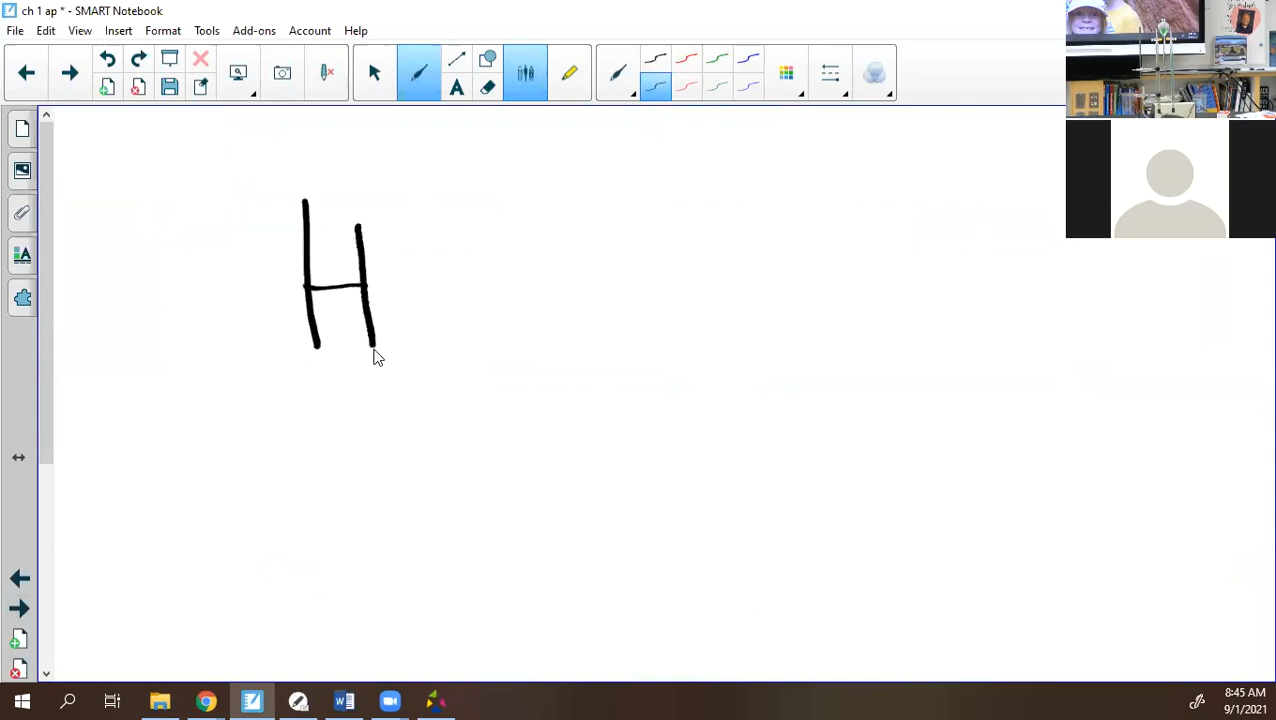 ch 1 ap * - SMART Notebook
File Edit View Insert Format Tools Add-ons Account Help
H
8:45 AM
9/1/2021